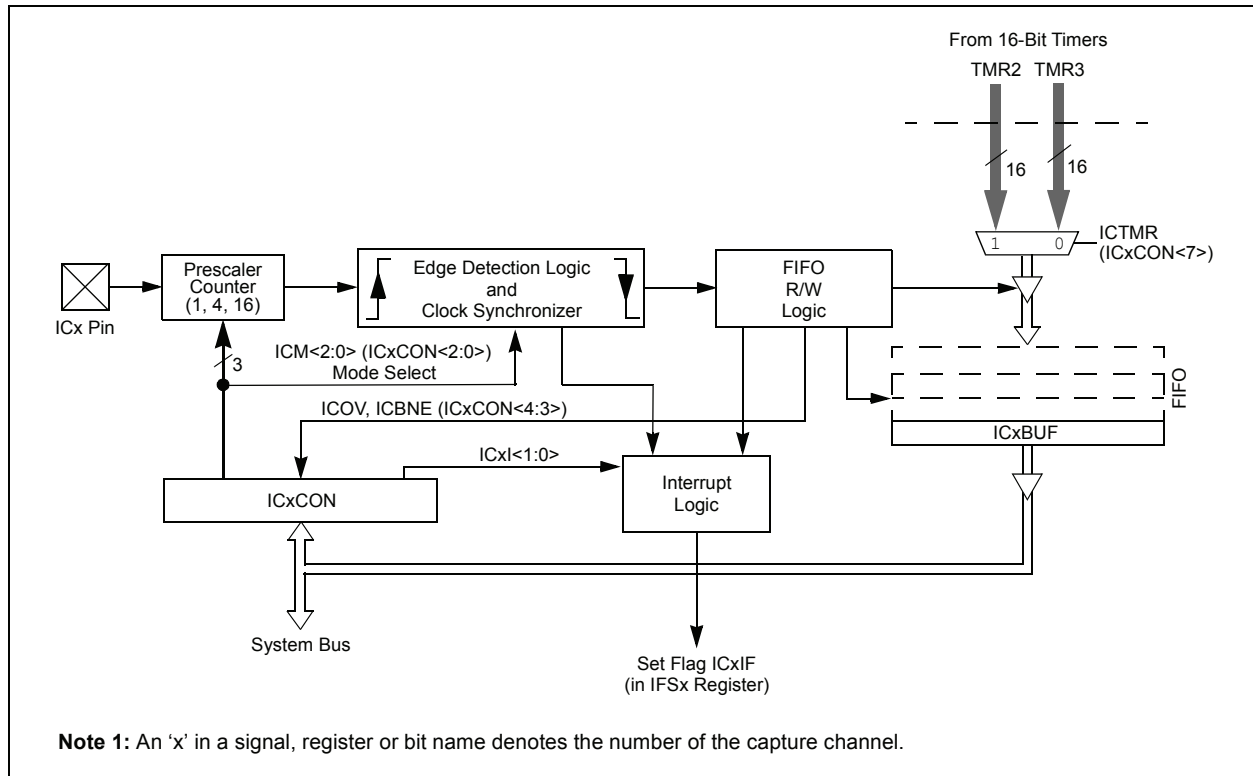 From 16-Bit Timers
TMR2 TMR3
16 16
1 0
ICTMR
(ICxCON<7>)
Prescaler
Counter
(1, 4, 16)
Edge Detection Logic
and
Clock Synchronizer
FIFO
R/W
Logic
ICx Pin
3
ICM<2:0> (ICxCON<2:0>)
Mode Select
FIFO
ICOV, ICBNE (ICxCON<4:3>)
ICxBUF
ICxI<1:0>
Interrupt
Logic
ICxCON
System Bus
Set Flag ICxIF
(in IFSx Register)
Note 1: An ‘x’ in a signal, register or bit name denotes the number of the capture channel.